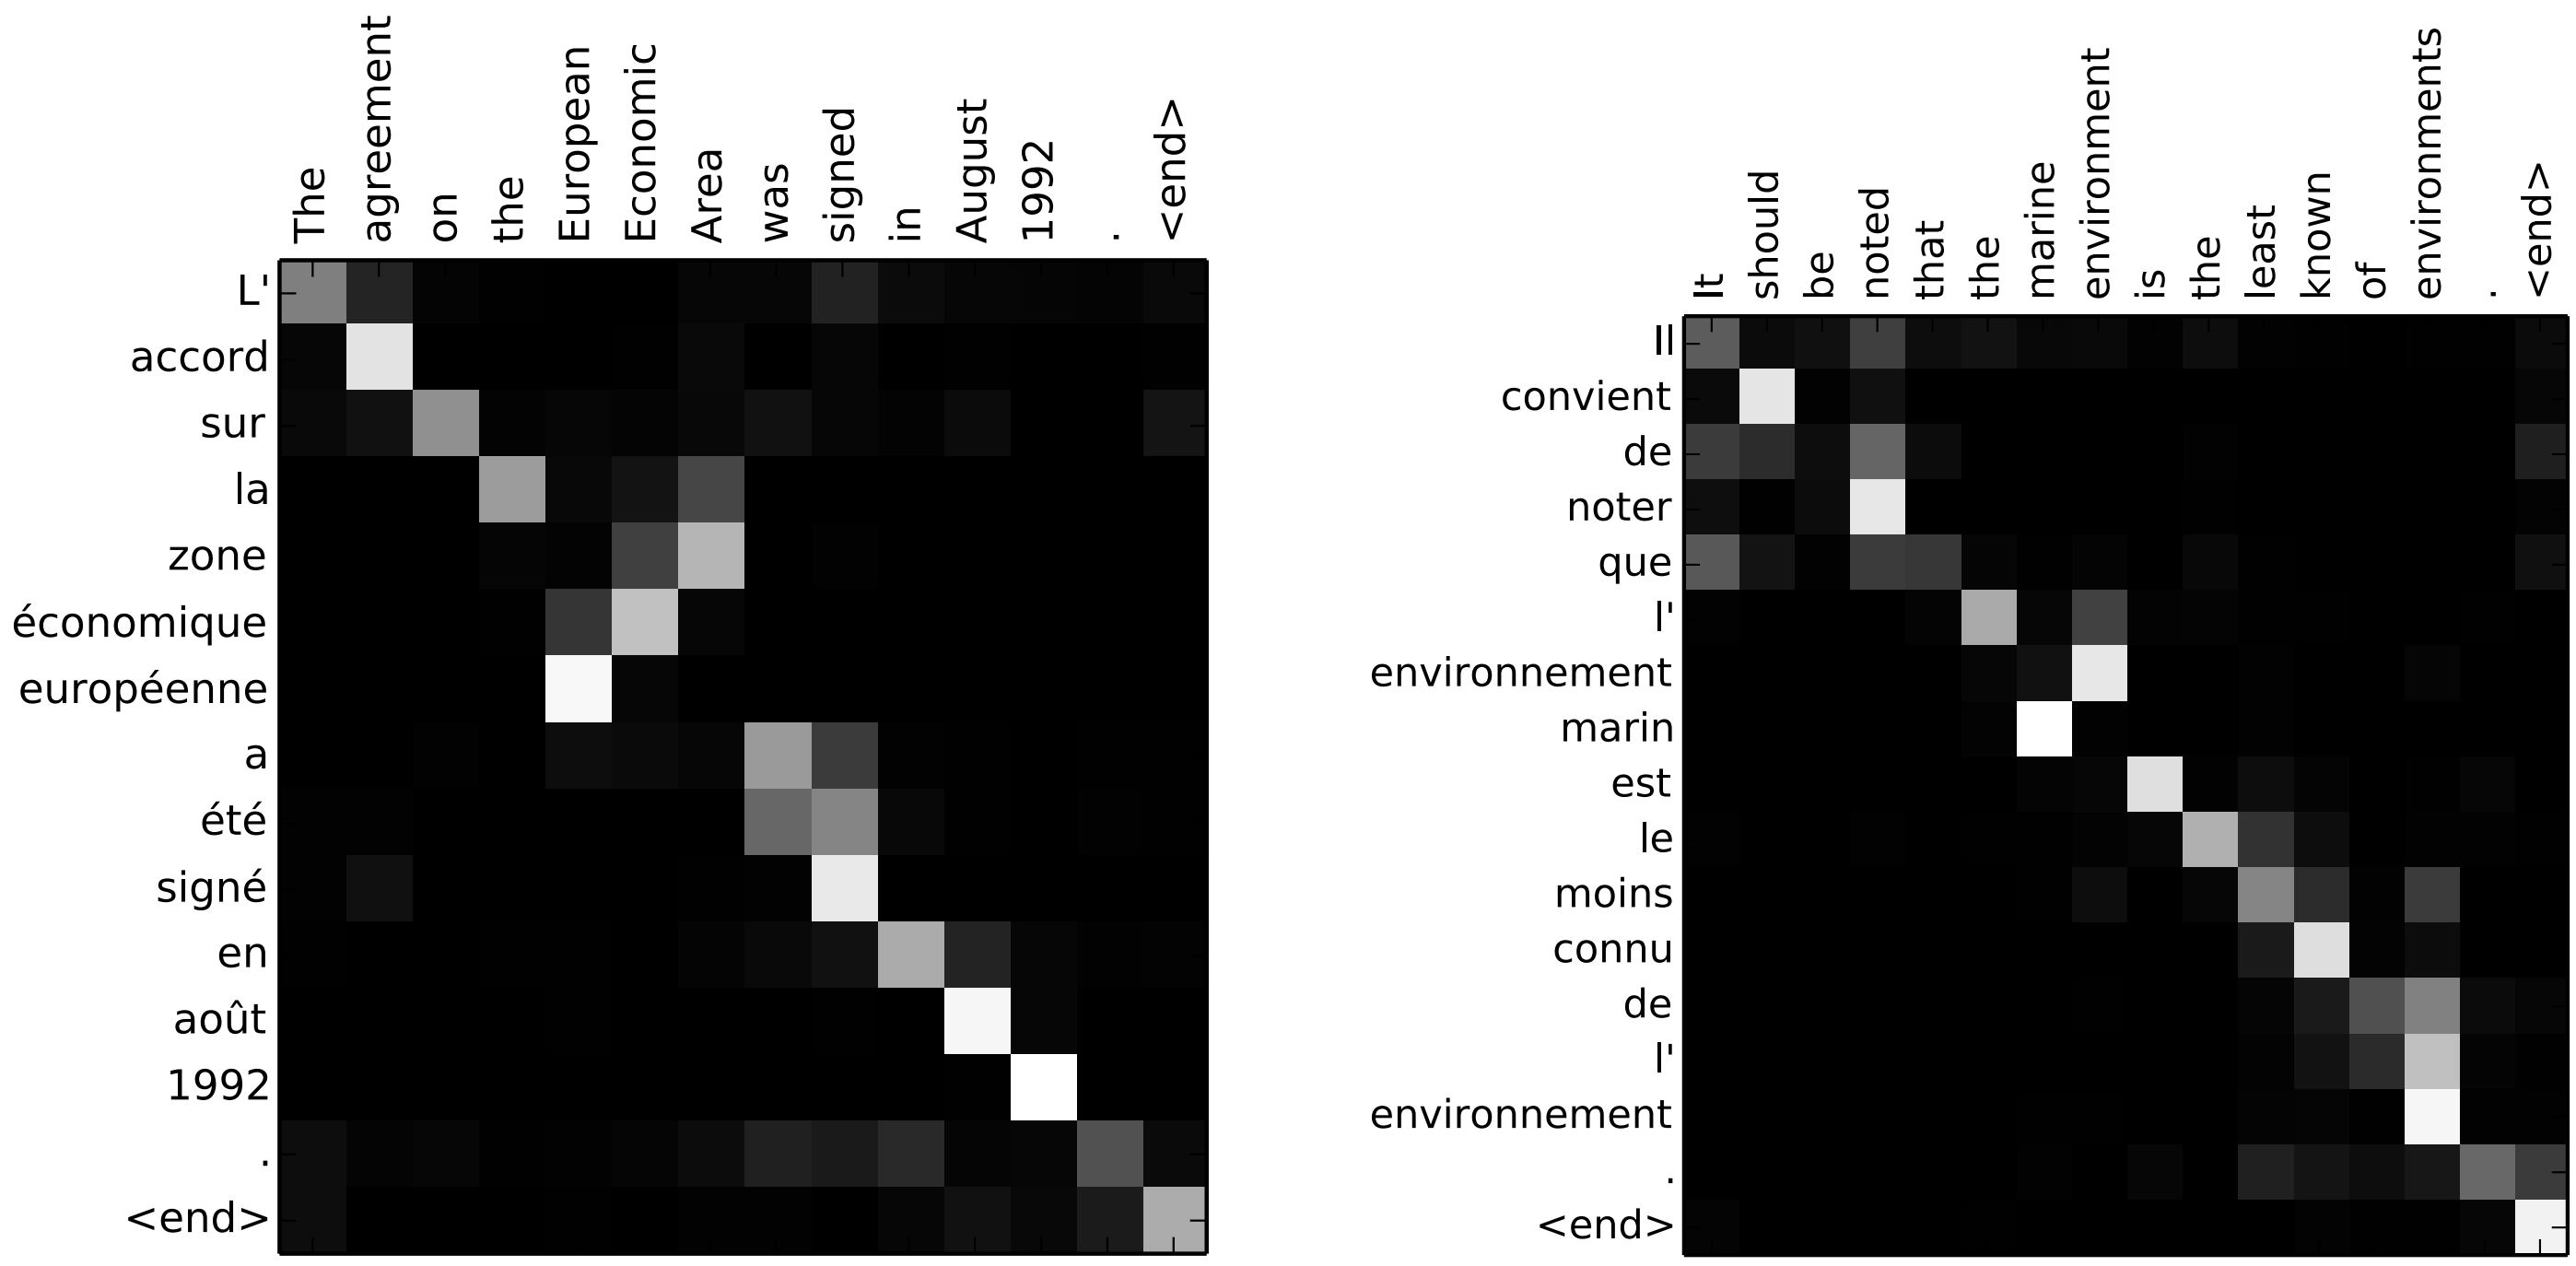 The agreement on the European Economic Area was signed in August 1992 . <end>
L'
accord
sur
la
zone
économique
européenne
a
été
signé
en
août
1992
.
<end>
It should be noted that the marine environment is the least known of environments . <end>
Il
convient
de
noter
que
l'
environnement
marin
est
le
moins
connu
de
l'
environnement
.
<end>